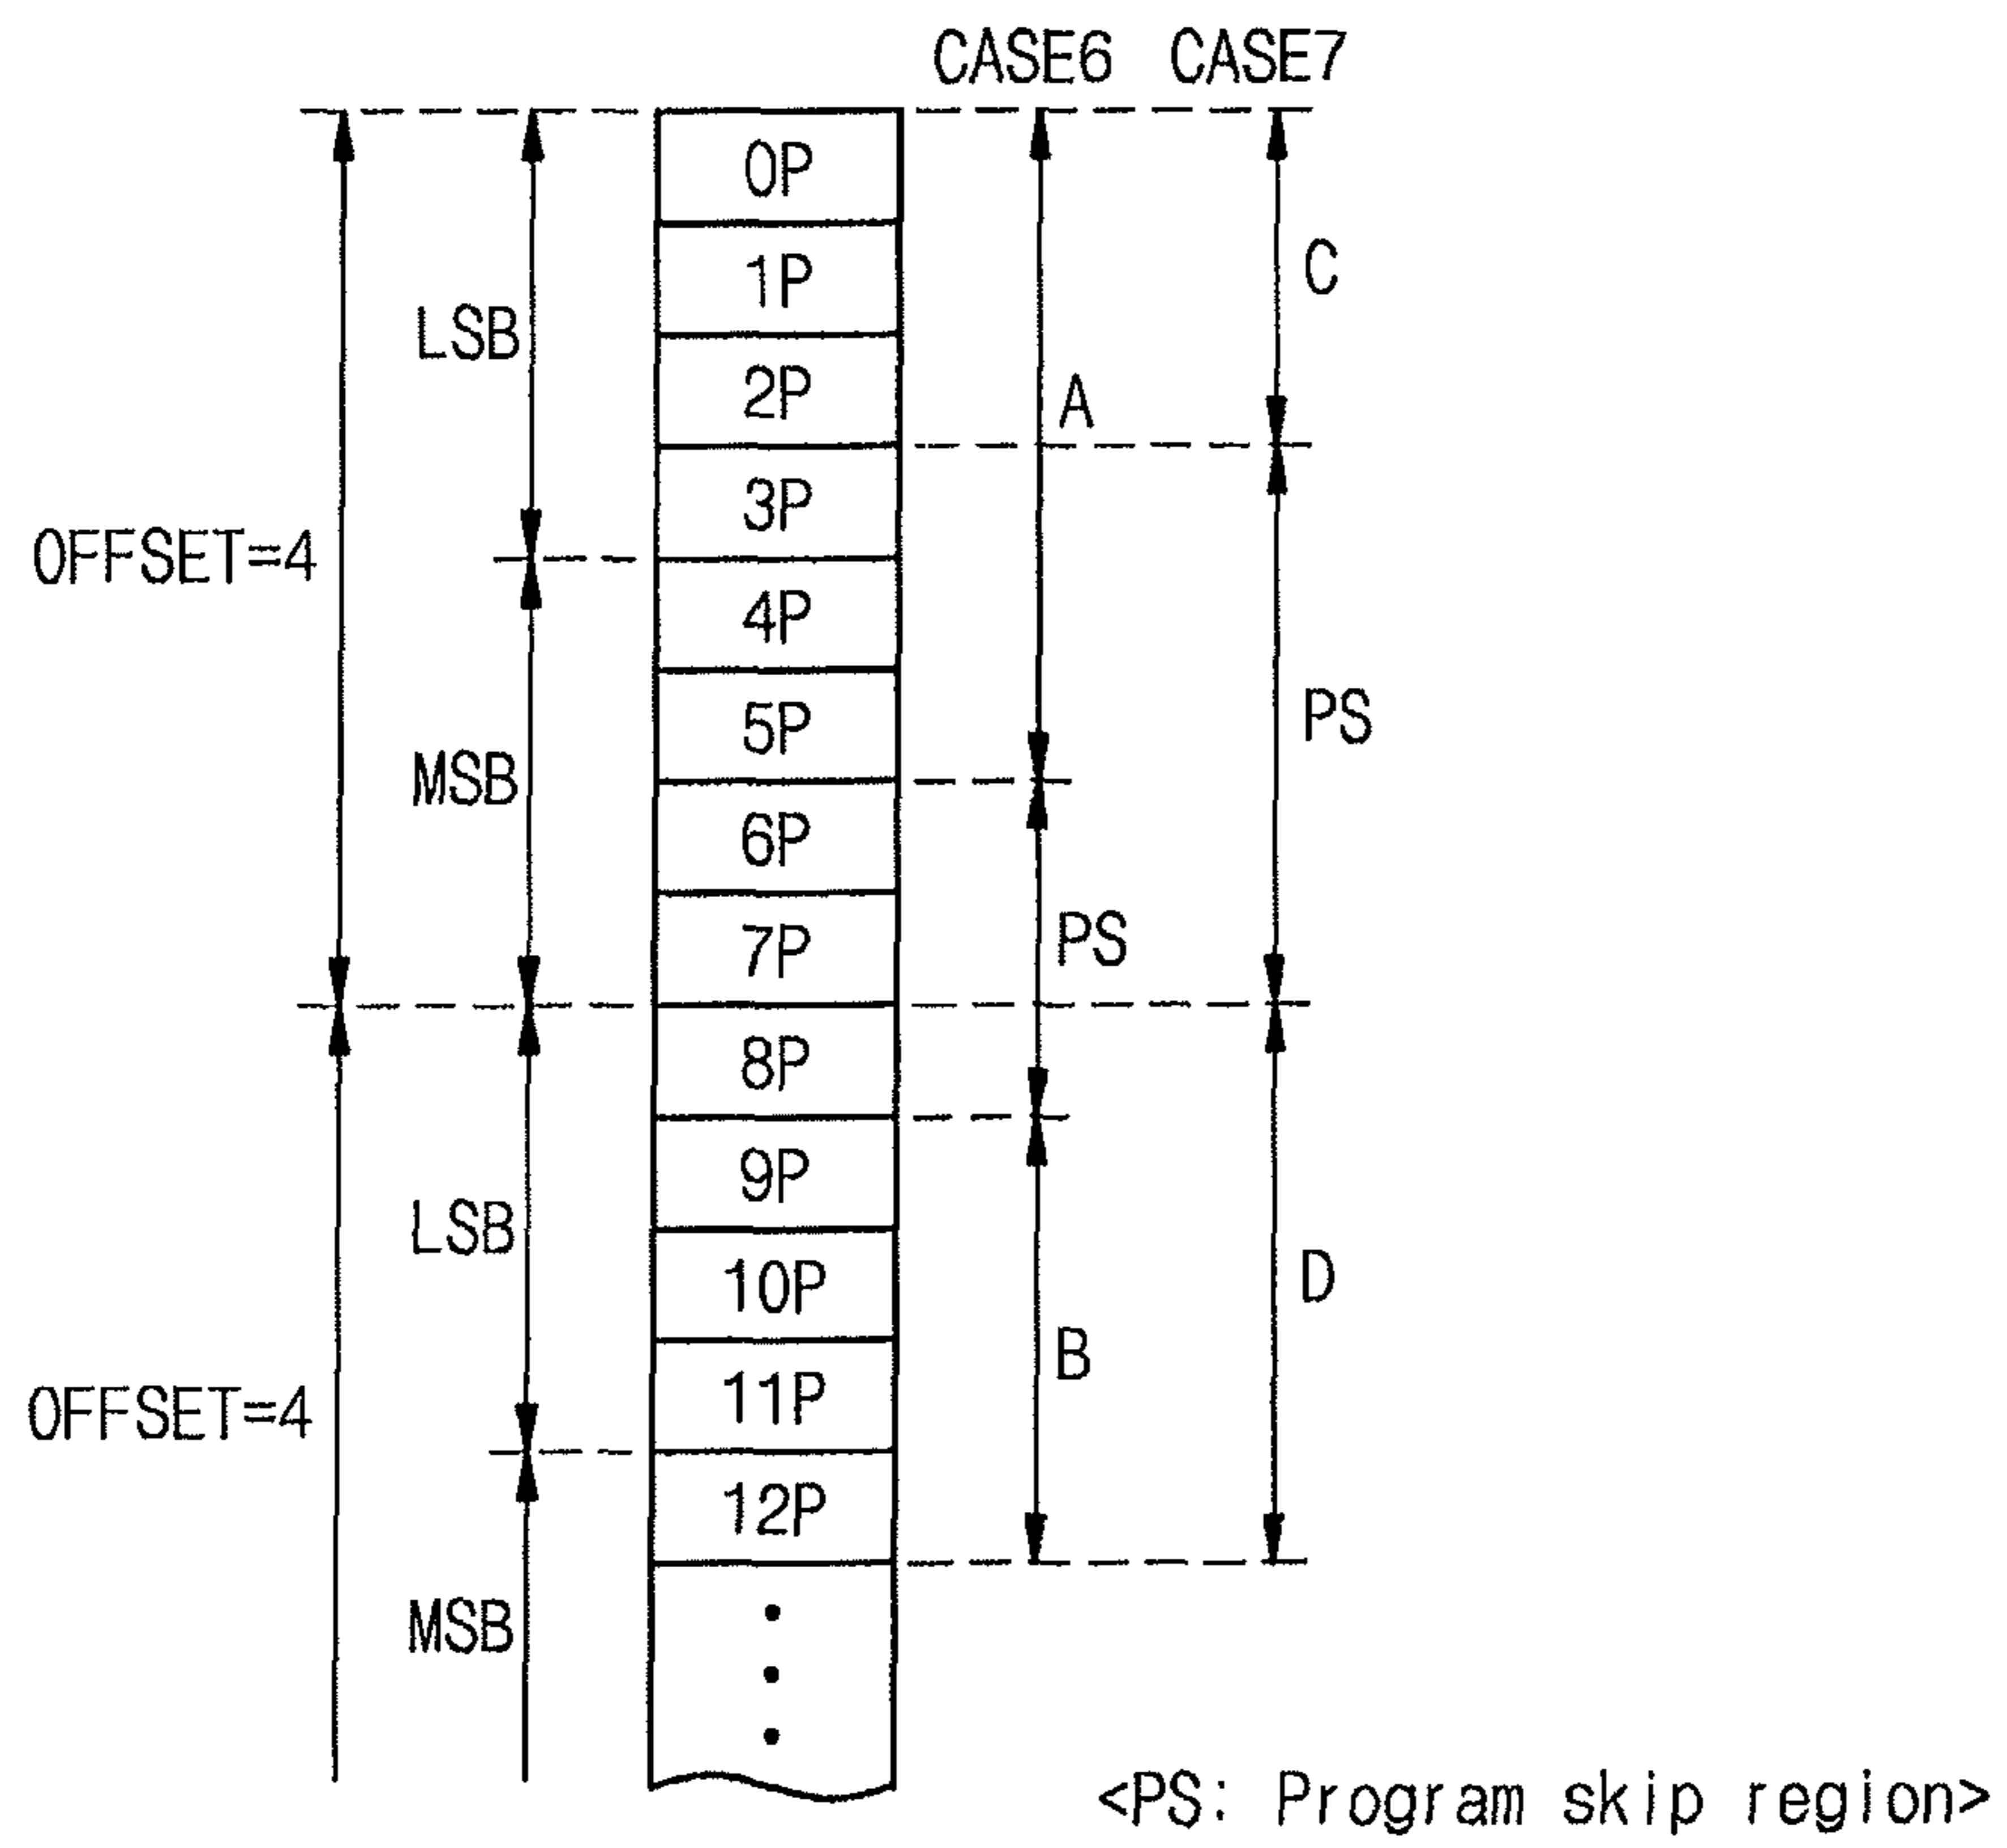 CASE6 CASE7
0P
1P
C
LSB
2P
A
3P
OFFSET=4
4P
5P
PS
MSB
6P
7P
PS
8P
9P
LSB
10P
D
B
11P
OFFSET=4
12P
MSB
<PS: Program skip region>